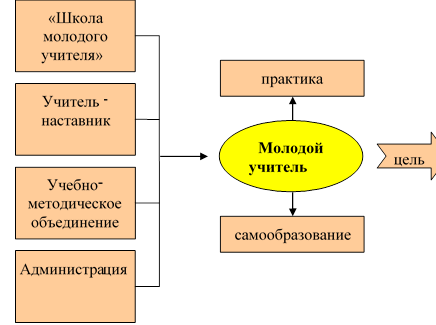 «Школа
молодого
учителя»
Учитель -
наставник
Учебно-
методическое
объединение
Администрация
практика
Молодой
учитель
самообразование
цель